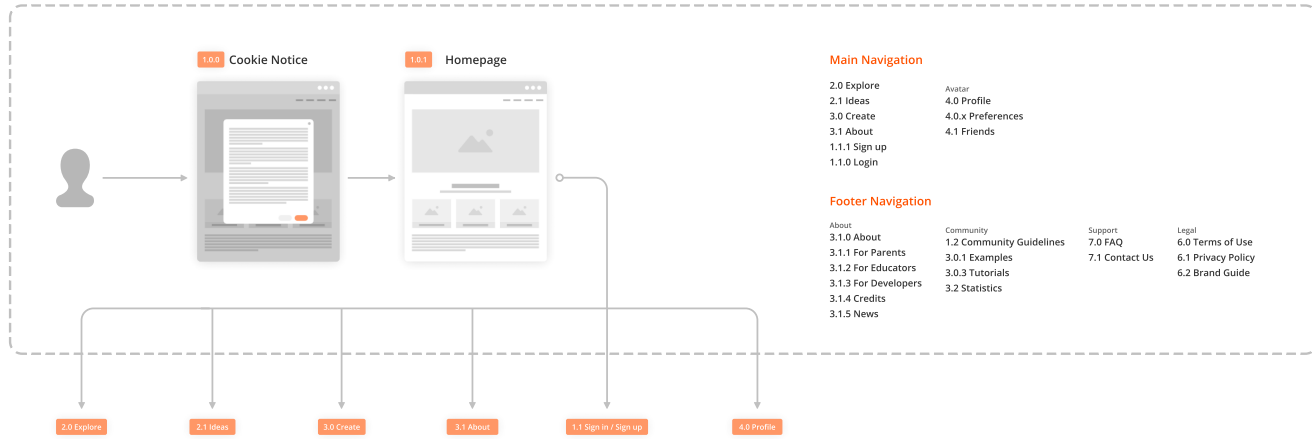 1.0.0 Cookie Notice
1.0.1 Homepage
Main Navigation
2.0 Explore
2.1 Ideas
3.0 Create
3.1 About
1.1.1 Sign up
1.1.0 Login
Avatar
4.0 Profile
4.0.x Preferences
4.1 Friends
Footer Navigation
About
3.1.0 About
3.1.1 For Parents
3.1.2 For Educators
3.1.3 For Developers
3.1.4 Credits
3.1.5 News
Community
1.2 Community Guidelines
3.0.1 Examples
3.0.3 Tutorials
3.2 Statistics
Support
7.0 FAQ
7.1 Contact Us
Legal
6.0 Terms of Use
6.1 Privacy Policy
6.2 Brand Guide
2.0 Explore
2.1 Ideas
3.0 Create
3.1 About
1.1 Sign in / Sign up
4.0 Profile